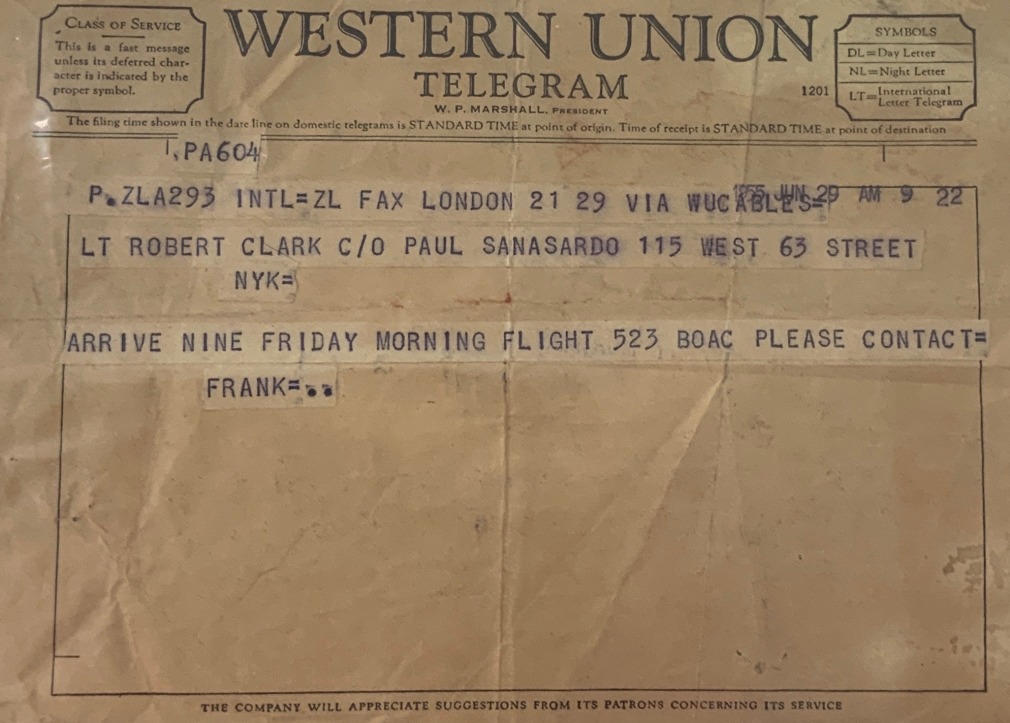 CLASS OF SERVICE
This is a fast message
unless its deferred char-
acter is indicated by the
proper symbol.
WESTERN UNION
TELEGRAM
W. P. MARSHALL, PRESIDENT
1201
SYMBOLS
DL=Day Letter
NL=Night Letter
LT=International
Letter Telegram
The filing time shown in the date line on domestic telegrams is STANDARD TIME at point of origin. Time of receipt is STANDARD TIME at point of destination
PA604
P.ZLA293 INTL=ZL FAX LONDON 21 29 VIA WUCABLES=
1955 JUN 29 AM 9 22
LT ROBERT CLARK C/O PAUL SANASARDO 115 WEST 63 STREET
NYK=
ARRIVE NINE FRIDAY MORNING FLIGHT 523 BOAC PLEASE CONTACT=
FRANK=..
THE COMPANY WILL APPRECIATE SUGGESTIONS FROM ITS PATRONS CONCERNING ITS SERVICE